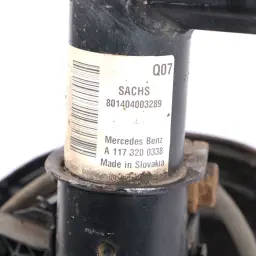 Q07
SACHS
801404003289
Mercedes Benz
A 117 320 0338
Made in Slovakia